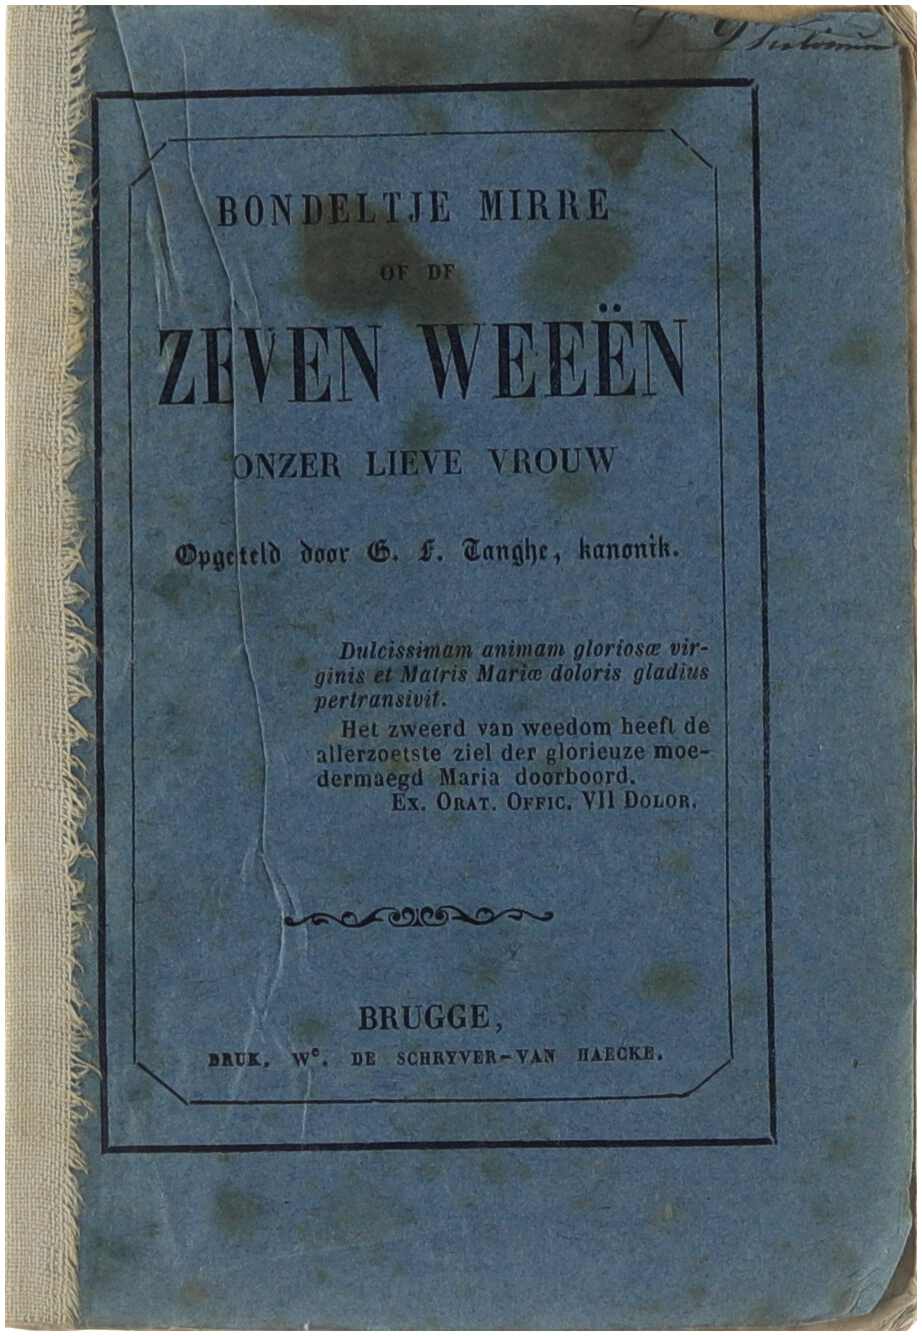 BONDELTJE MIRRE
OF DE
ZEVEN WEEËN
ONZER LIEVE VROUW
Opgeteld door G. F. Tanghe, kanonik.
Dulcissimam animam gloriosæ vir-
ginis et Matris Mariæ doloris gladius
pertransivit.
Het zweerd van weedom heeft de
allerzoetste ziel der glorieuze moe-
dermaegd Maria doorboord.
Ex. Orat. Offic. VII Dolor.
BRUGGE,
DRUK. Wᵉ. DE SCHRYVER-VAN HAECKE.